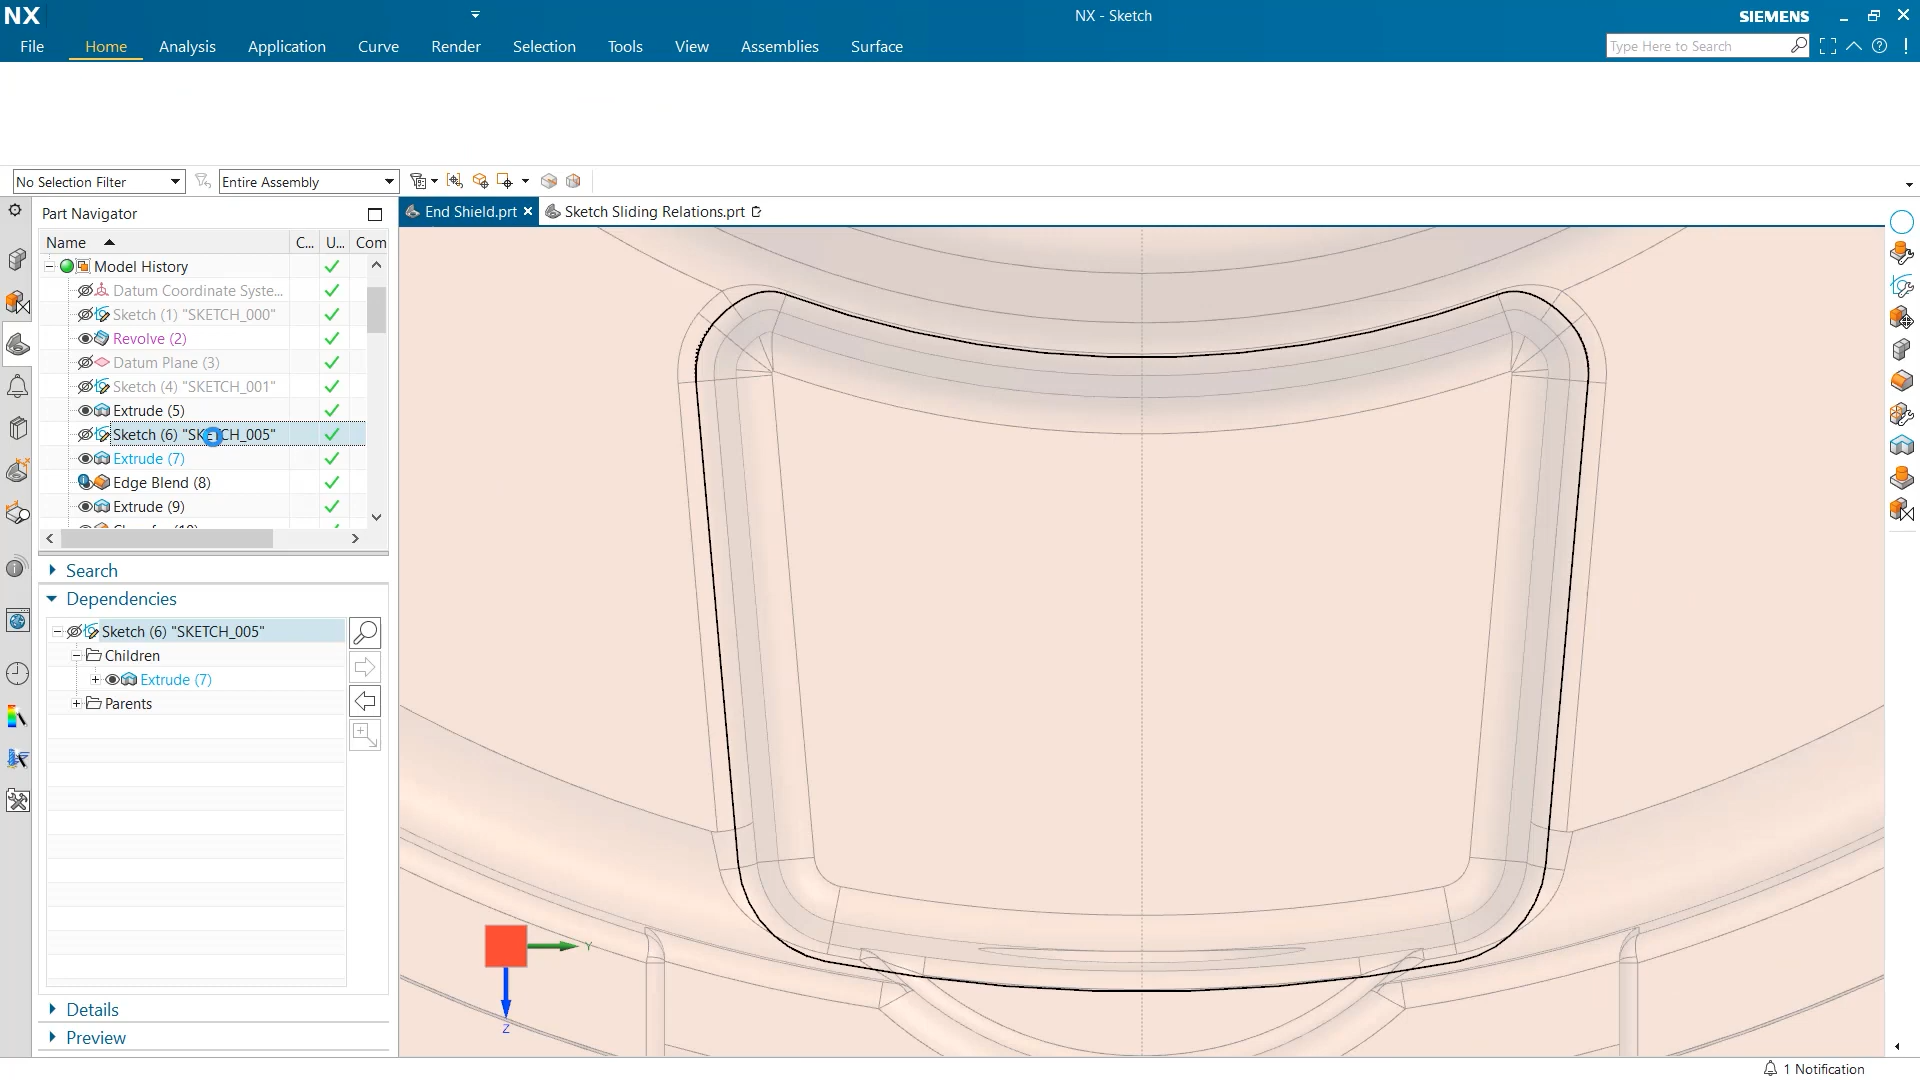 NX
NX - Sketch
SIEMENS
File
Home
Analysis
Application
Curve
Render
Selection
Tools
View
Assemblies
Surface
Type Here to Search
No Selection Filter
Entire Assembly
Part Navigator
End Shield.prt
Sketch Sliding Relations.prt
Name
C...
U...
Com
Model History
Datum Coordinate Syste...
Sketch (1) "SKETCH_000"
Revolve (2)
Datum Plane (3)
Sketch (4) "SKETCH_001"
Extrude (5)
Sketch (6) "SKETCH_005"
Extrude (7)
Edge Blend (8)
Extrude (9)
Search
Dependencies
Sketch (6) "SKETCH_005"
Children
Extrude (7)
Parents
Y
Z
Details
Preview
1 Notification